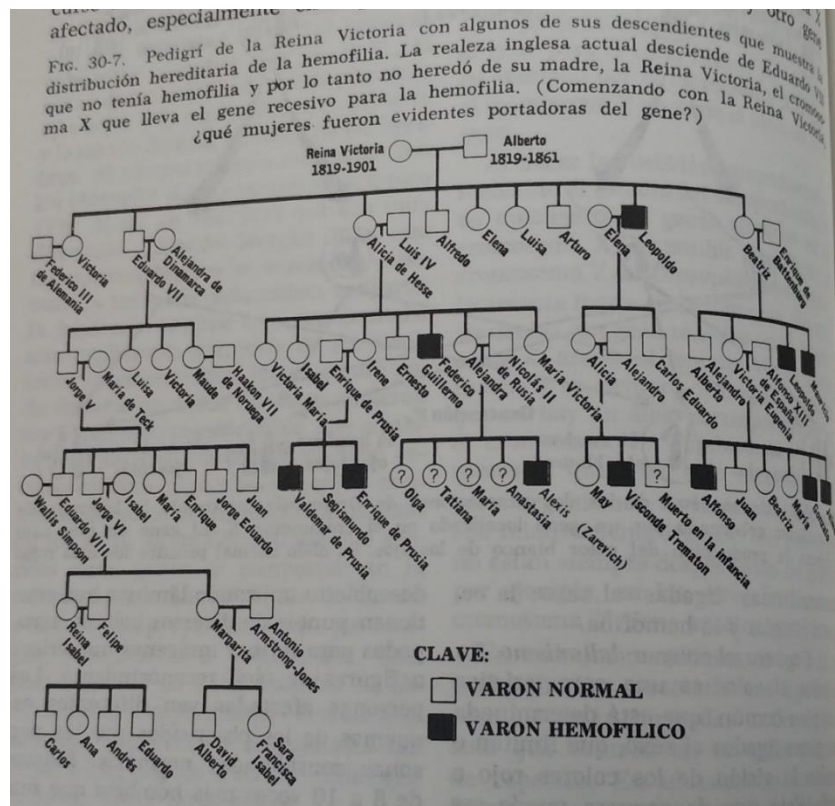 afectado, especialmente
otro gene
FIG. 30-7. Pedigrí de la Reina Victoria con algunos de sus descendientes que muestra la
distribución hereditaria de la hemofilia. La realeza inglesa actual desciende de Eduardo VII
que no tenía hemofilia y por lo tanto no heredó de su madre, la Reina Victoria, el cromoso-
ma X que lleva el gene recesivo para la hemofilia. (Comenzando con la Reina Victoria,
¿qué mujeres fueron evidentes portadoras del gene?)
Reina Victoria
1819-1901
Alberto
1819-1861
Federico III
de Alemania
Victoria
Eduardo VII
Alejandra de
Dinamarca
Alicia de Hesse
Luis IV
Alfredo
Elena
Luisa
Arturo
Elena
Leopoldo
Beatriz
Enrique de
Battenburg
Jorge V
María de Teck
Luisa
Victoria
Maude
Haakon VII
de Noruega
Victoria María
Isabel
Enrique de Prusia
Irene
Ernesto
Federico
Guillermo
Alejandra
Nicolás II
de Rusia
María Victoria
Alicia
Alejandro
Carlos Eduardo
Alejandro
Alberto
Victoria Eugenia
Alfonso XIII
de España
Leopoldo
Mauricio
Wallis Simpson
Eduardo VIII
Jorge VI
Isabel
María
Enrique
Jorge Eduardo
Juan
Valdemar de Prusia
Segismundo
Enrique de Prusia
?
Olga
?
Tatiana
?
María
?
Anastasia
Alexis
(Zarevich)
May
Visconde Trematon
?
Muerto en la infancia
Alfonso
Juan
Beatriz
María
Gonzalo
Reina
Isabel
Felipe
Margarita
Antonio
Armstrong-Jones
Carlos
Ana
Andrés
Eduardo
David
Alberto
Sara
Francisca
Isabel
CLAVE:
VARON NORMAL
VARON HEMOFILICO